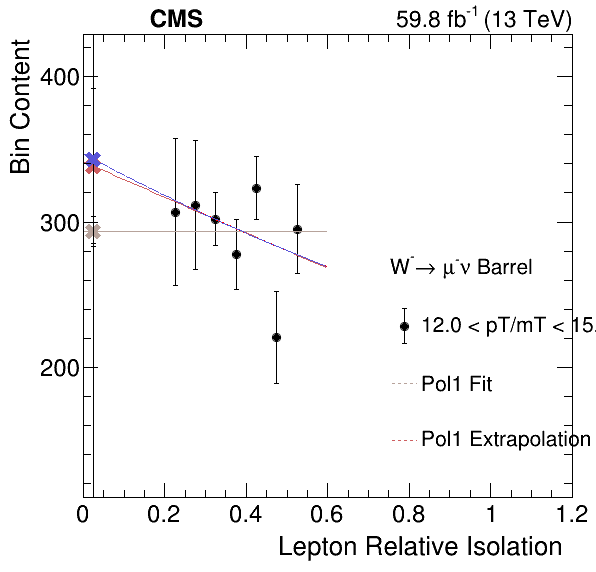 CMS 59.8 fb⁻¹ (13 TeV)
Bin Content
400
300
200
W⁻→ μ⁻ν Barrel
12.0 < pT/mT < 15.
Pol1 Fit
Pol1 Extrapolation
0 0.2 0.4 0.6 0.8 1 1.2
Lepton Relative Isolation